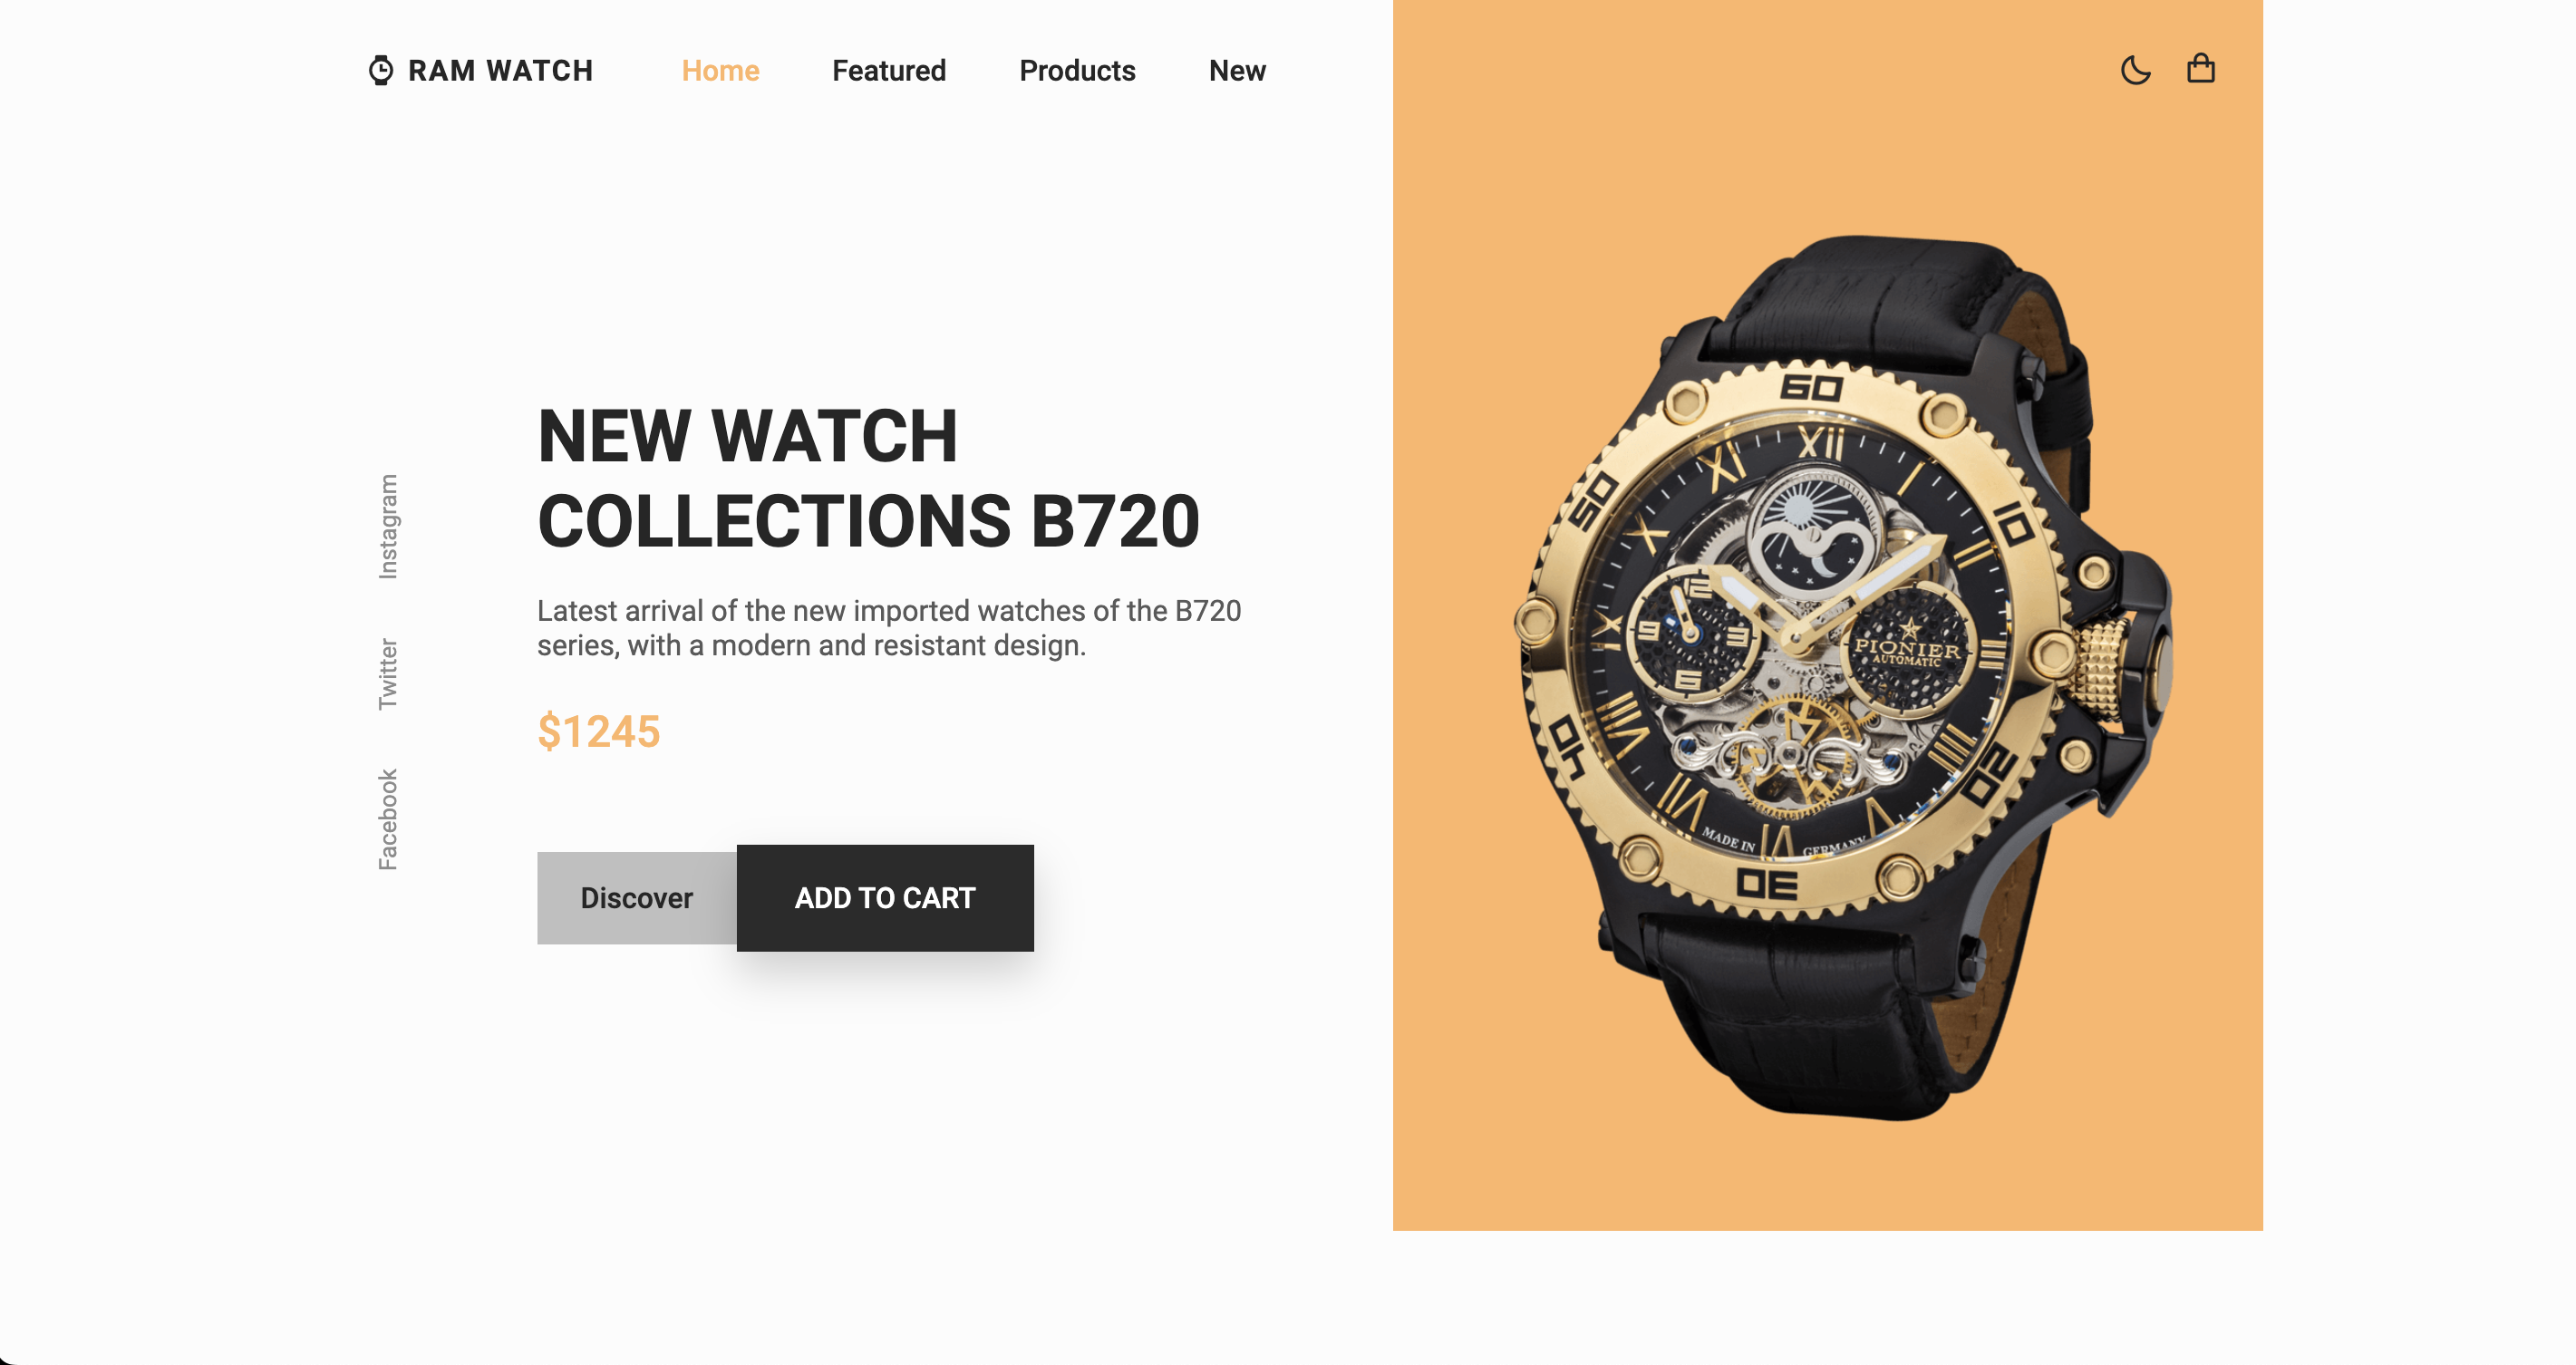 RAM WATCH
Home
Featured
Products
New
Instagram
Twitter
Facebook
NEW WATCH
COLLECTIONS B720
Latest arrival of the new imported watches of the B720
series, with a modern and resistant design.
$1245
Discover
ADD TO CART
60
10
20
30
40
50
XII
I
II
III
IIII
V
VI
VII
VIII
IX
X
XI
12
3
6
9
PIONIER
AUTOMATIC
MADE IN GERMANY